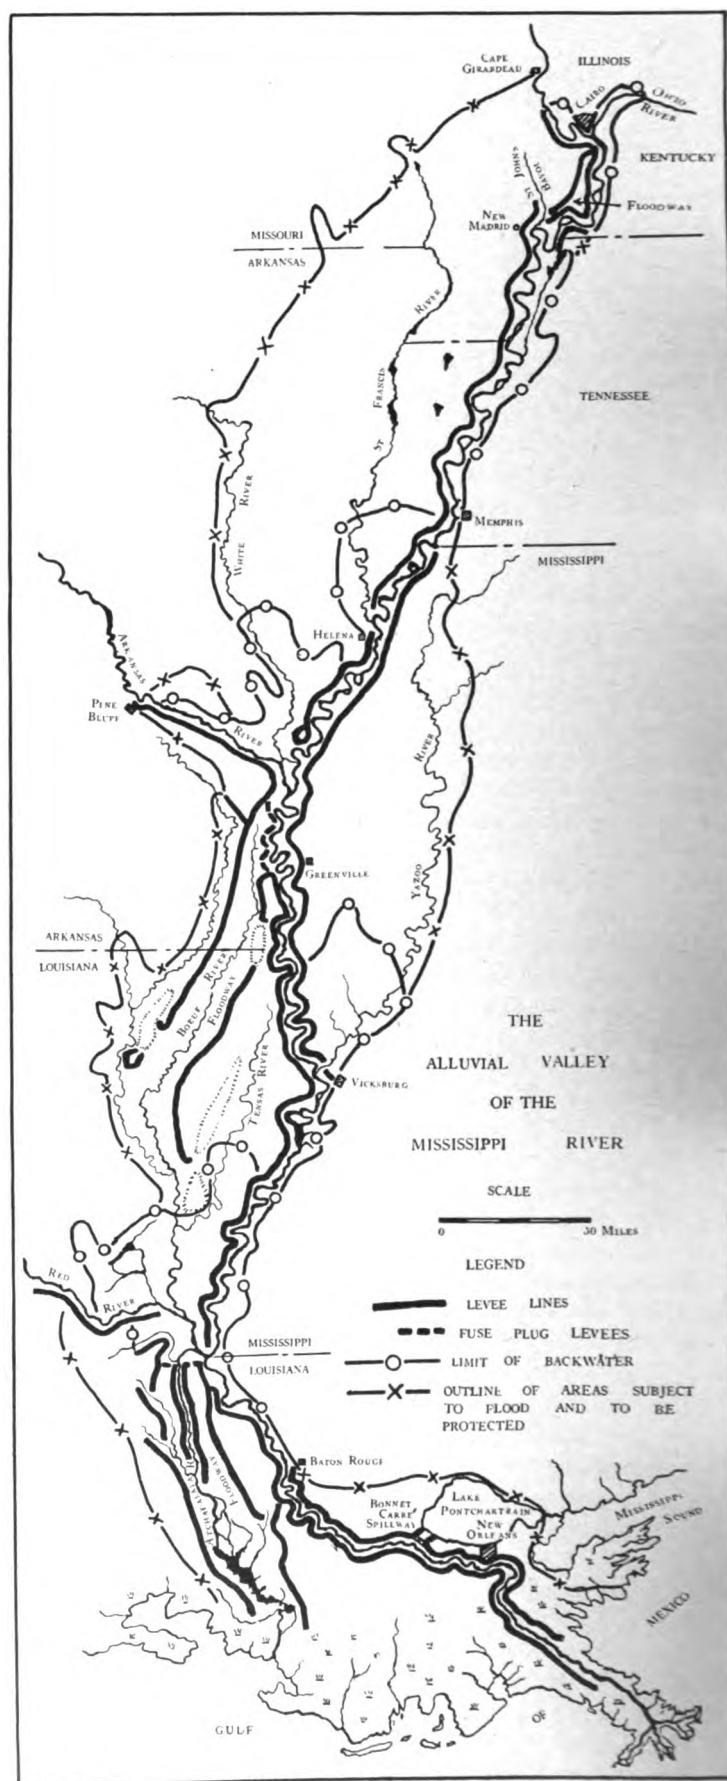 CAPE
GIRARDEAU
ILLINOIS
CAIRO
OHIO
RIVER
KENTUCKY
ST JOHNS
BAYOU
FLOODWAY
NEW
MADRID
MISSOURI
ARKANSAS
RIVER
FRANCIS
ST
TENNESSEE
RIVER
WHITE
MEMPHIS
MISSISSIPPI
HELENA
ARKANSAS
RIVER
PINE
BLUFF
RIVER
YAZOO
GREENVILLE
ARKANSAS
LOUISIANA
BOEUF RIVER
FLOODWAY
TENSAS RIVER
VICKSBURG
THE
ALLUVIAL VALLEY
OF THE
MISSISSIPPI RIVER
SCALE
0 50 MILES
LEGEND
LEVEE LINES
FUSE PLUG LEVEES
LIMIT OF BACKWATER
OUTLINE OF AREAS SUBJECT
TO FLOOD AND TO BE
PROTECTED
RED
RIVER
MISSISSIPPI
LOUISIANA
ATCHAFALAYA R
FLOODWAY
BATON ROUGE
BONNET
CARRE
SPILLWAY
LAKE
PONTCHARTRAIN
NEW
ORLEANS
MISSISSIPPI
SOUND
GULF
OF
MEXICO